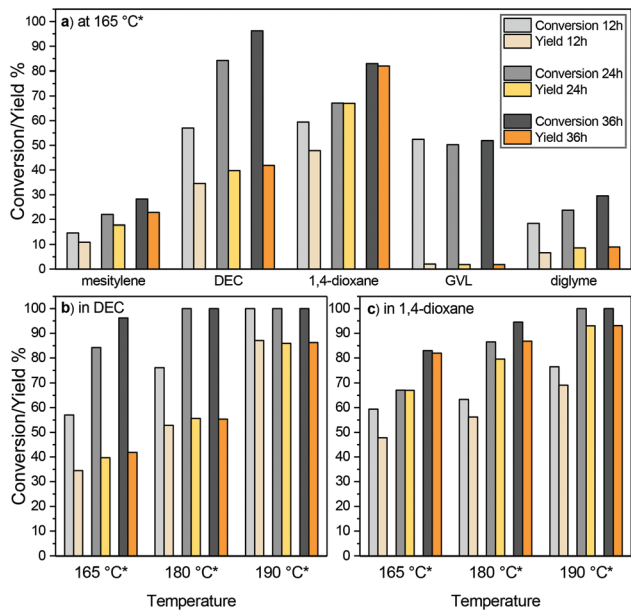 a) at 165 °C*
Conversion 12h
Yield 12h
Conversion 24h
Yield 24h
Conversion 36h
Yield 36h
Conversion/Yield %
100
90
80
70
60
50
40
30
20
10
0
mesitylene DEC 1,4-dioxane GVL diglyme
b) in DEC
Conversion/Yield %
100
90
80
70
60
50
40
30
20
10
0
165 °C* 180 °C* 190 °C*
Temperature
c) in 1,4-dioxane
100
90
80
70
60
50
40
30
20
10
0
165 °C* 180 °C* 190 °C*
Temperature